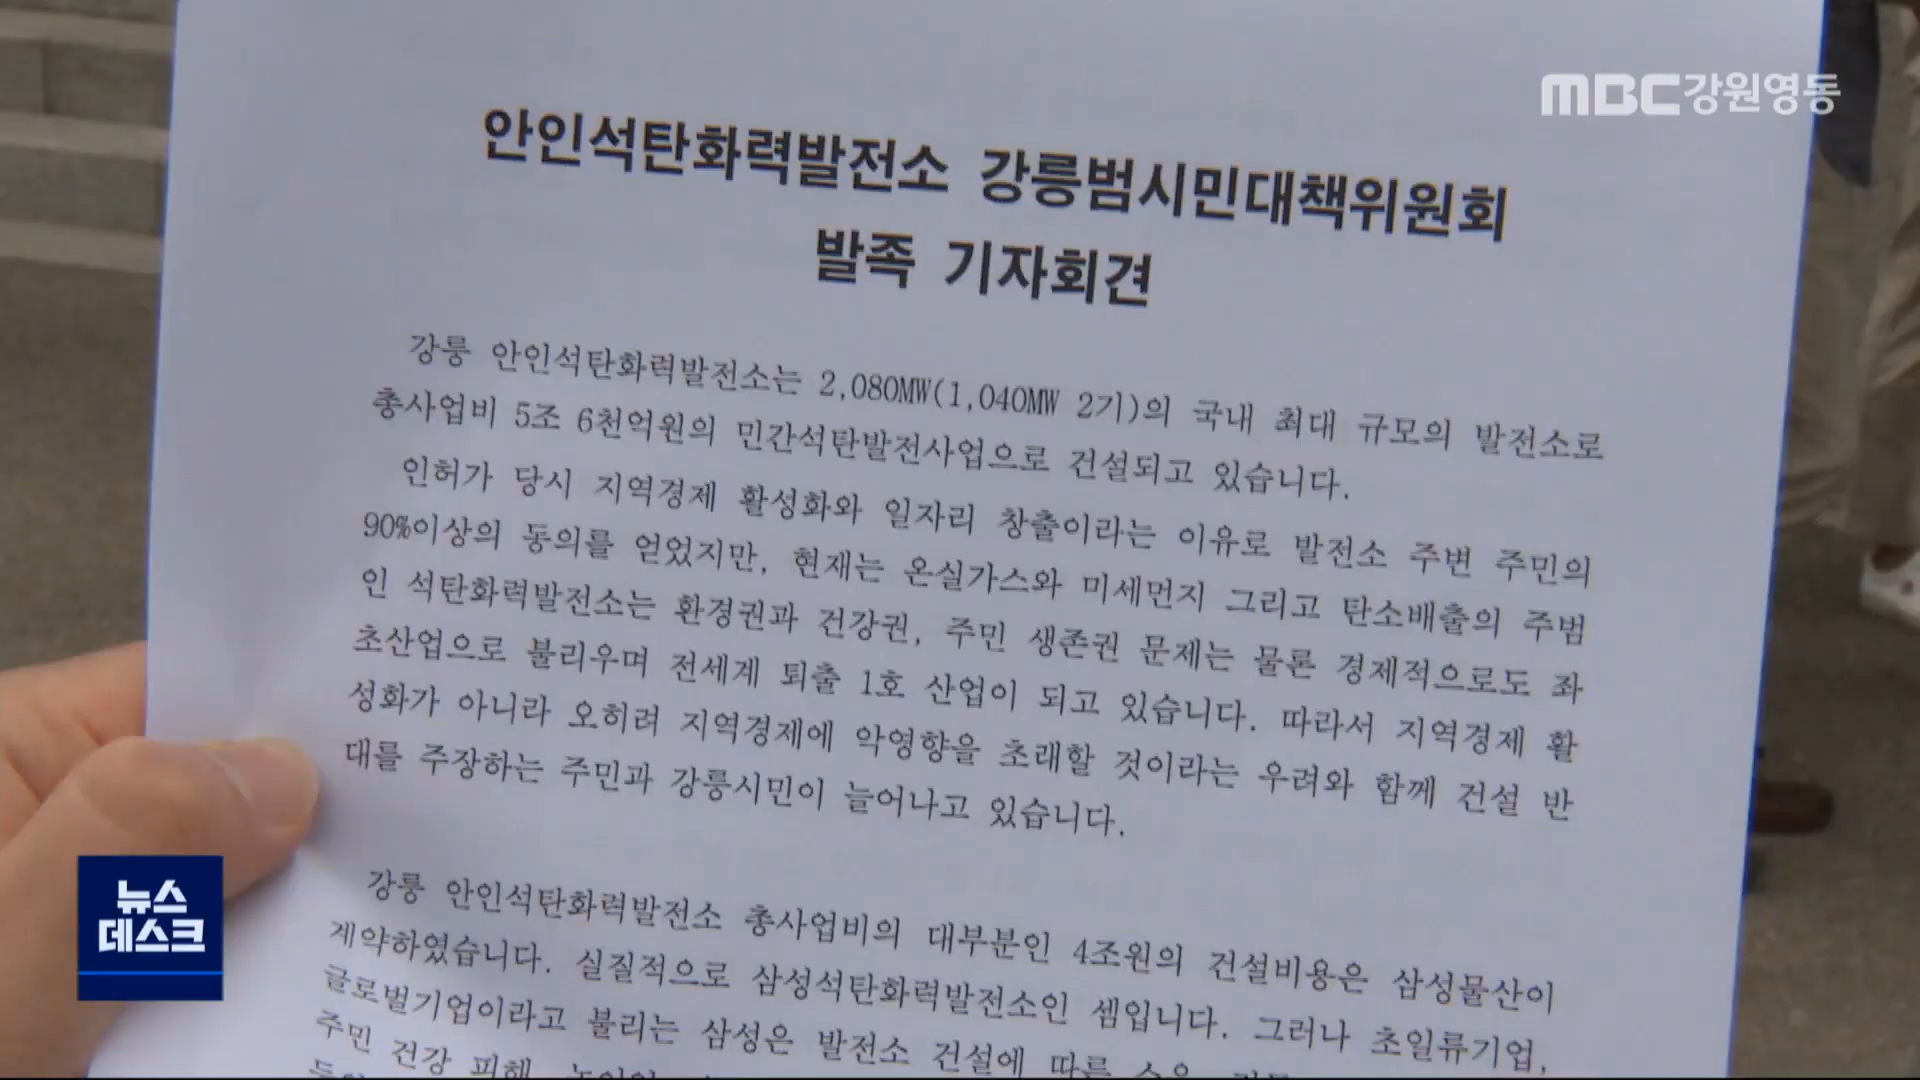 MBC강원영동
안인석탄화력발전소 강릉범시민대책위원회
발족 기자회견
강릉 안인석탄화력발전소는 2,080MW(1,040MW 2기)의 국내 최대 규모의 발전소로
총사업비 5조 6천억원의 민간석탄발전사업으로 건설되고 있습니다.
인허가 당시 지역경제 활성화와 일자리 창출이라는 이유로 발전소 주변 주민의
90%이상의 동의를 얻었지만, 현재는 온실가스와 미세먼지 그리고 탄소배출의 주범
인 석탄화력발전소는 환경권과 건강권, 주민 생존권 문제는 물론 경제적으로도 좌
초산업으로 불리우며 전세계 퇴출 1호 산업이 되고 있습니다. 따라서 지역경제 활
성화가 아니라 오히려 지역경제에 악영향을 초래할 것이라는 우려와 함께 건설 반
대를 주장하는 주민과 강릉시민이 늘어나고 있습니다.
강릉 안인석탄화력발전소 총사업비의 대부분인 4조원의 건설비용은 삼성물산이
계약하였습니다. 실질적으로 삼성석탄화력발전소인 셈입니다. 그러나 초일류기업,
글로벌기업이라고 불리는 삼성은 발전소 건설에 따른
주민 건강 피해,
뉴스
데스크